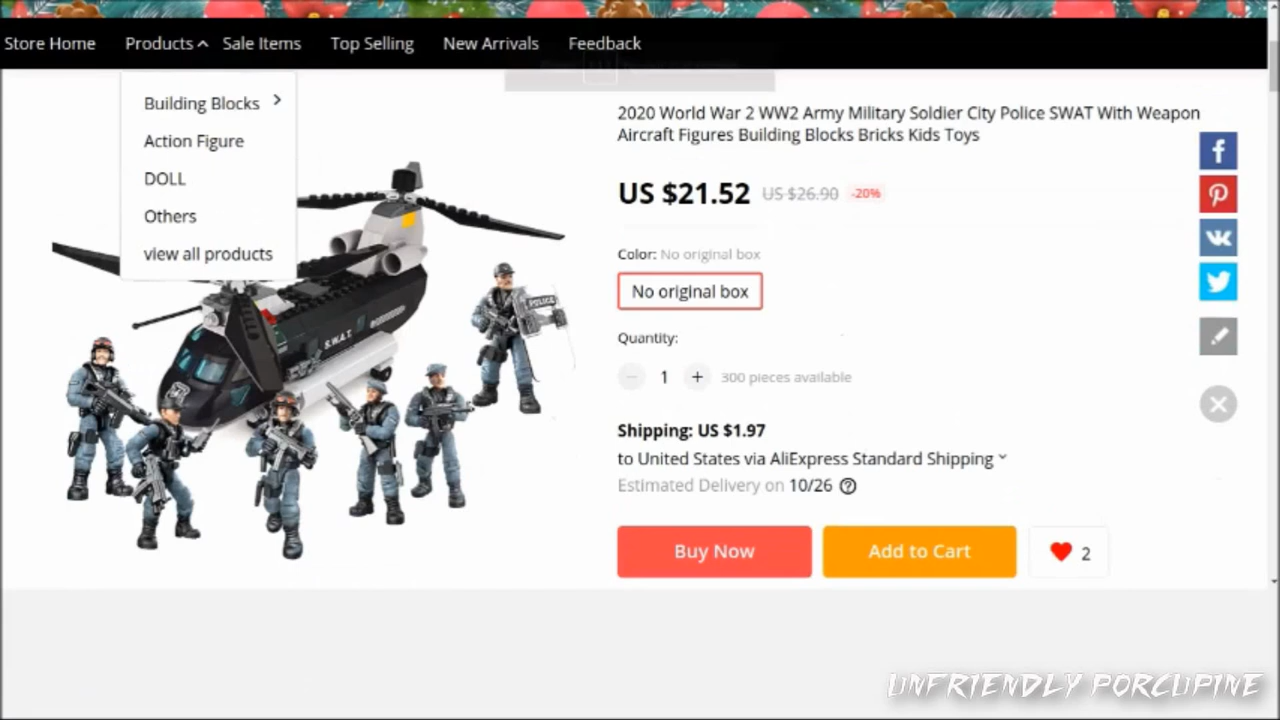 Store Home Products Sale Items Top Selling New Arrivals Feedback
Building Blocks
Action Figure
DOLL
Others
view all products
2020 World War 2 WW2 Army Military Soldier City Police SWAT With Weapon
Aircraft Figures Building Blocks Bricks Kids Toys
US $21.52 US $26.90 -20%
Color: No original box
No original box
Quantity:
1 300 pieces available
Shipping: US $1.97
to United States via AliExpress Standard Shipping
Estimated Delivery on 10/26
Buy Now Add to Cart 2
S.W.A.T.
POLICE
UNFRIENDLY PORCUPINE